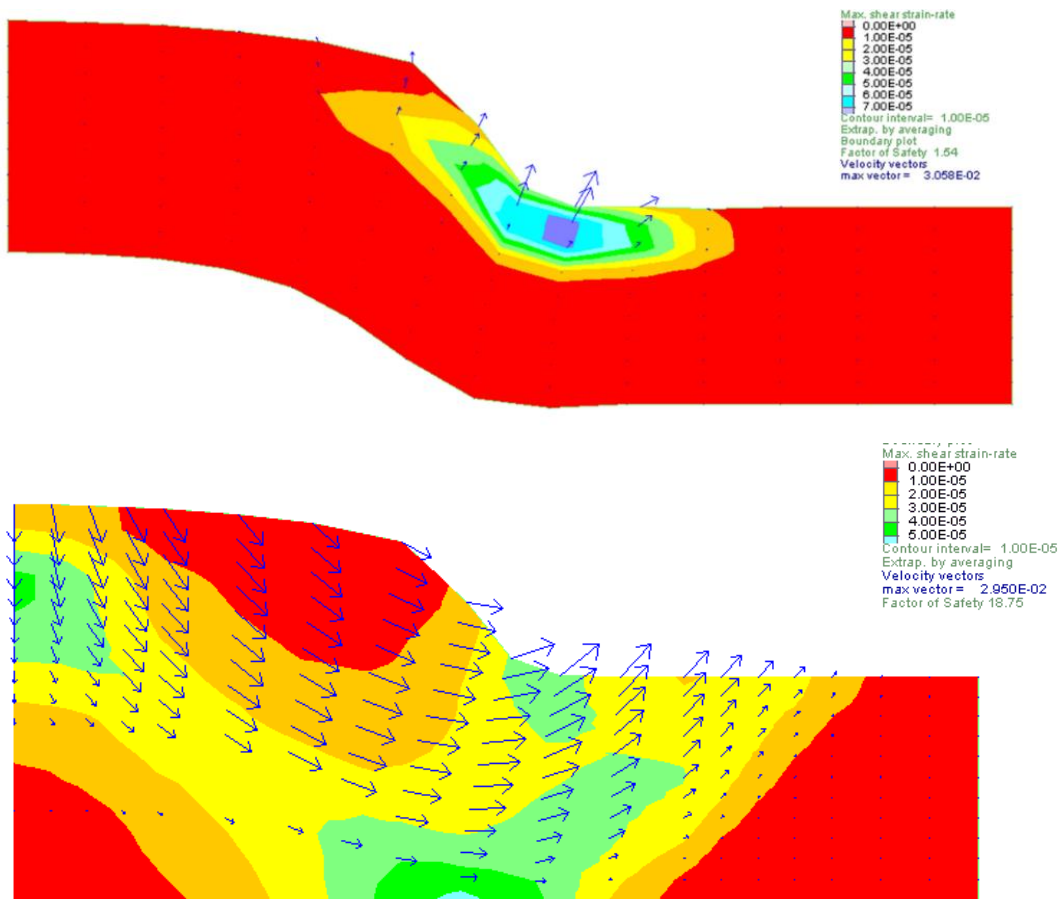 Max. shear strain-rate
0.00E+00
1.00E-05
2.00E-05
3.00E-05
4.00E-05
5.00E-05
6.00E-05
7.00E-05
Contour interval= 1.00E-05
Extrap. by averaging
Boundary plot
Factor of Safety 1.54
Velocity vectors
max vector = 3.058E-02
Max. shear strain-rate
0.00E+00
1.00E-05
2.00E-05
3.00E-05
4.00E-05
5.00E-05
Contour interval= 1.00E-05
Extrap. by averaging
Velocity vectors
max vector = 2.950E-02
Factor of Safety 18.75